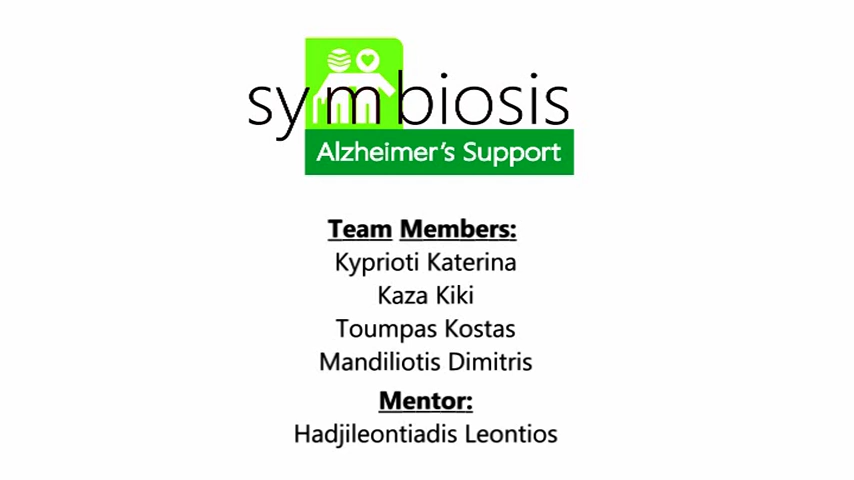 symbiosis
Alzheimer's Support
Team Members:
Kyprioti Katerina
Kaza Kiki
Toumpas Kostas
Mandiliotis Dimitris
Mentor:
Hadjileontiadis Leontios